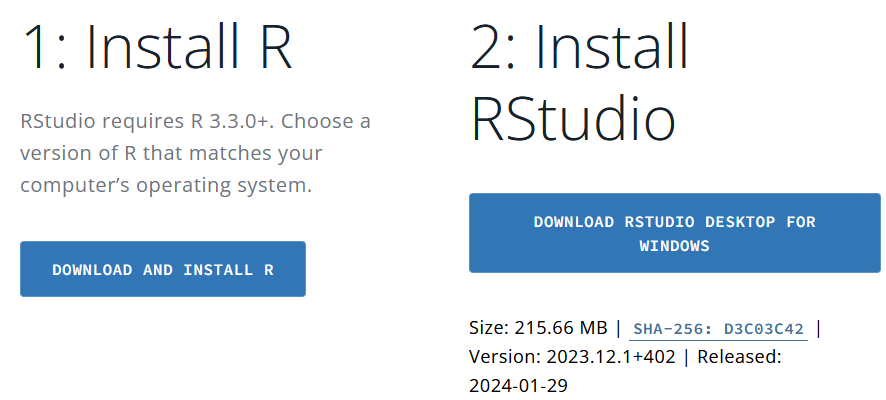 1: Install R
RStudio requires R 3.3.0+. Choose a
version of R that matches your
computer’s operating system.
DOWNLOAD AND INSTALL R
2: Install
RStudio
DOWNLOAD RSTUDIO DESKTOP FOR
WINDOWS
Size: 215.66 MB | SHA-256: D3C03C42 |
Version: 2023.12.1+402 | Released:
2024-01-29